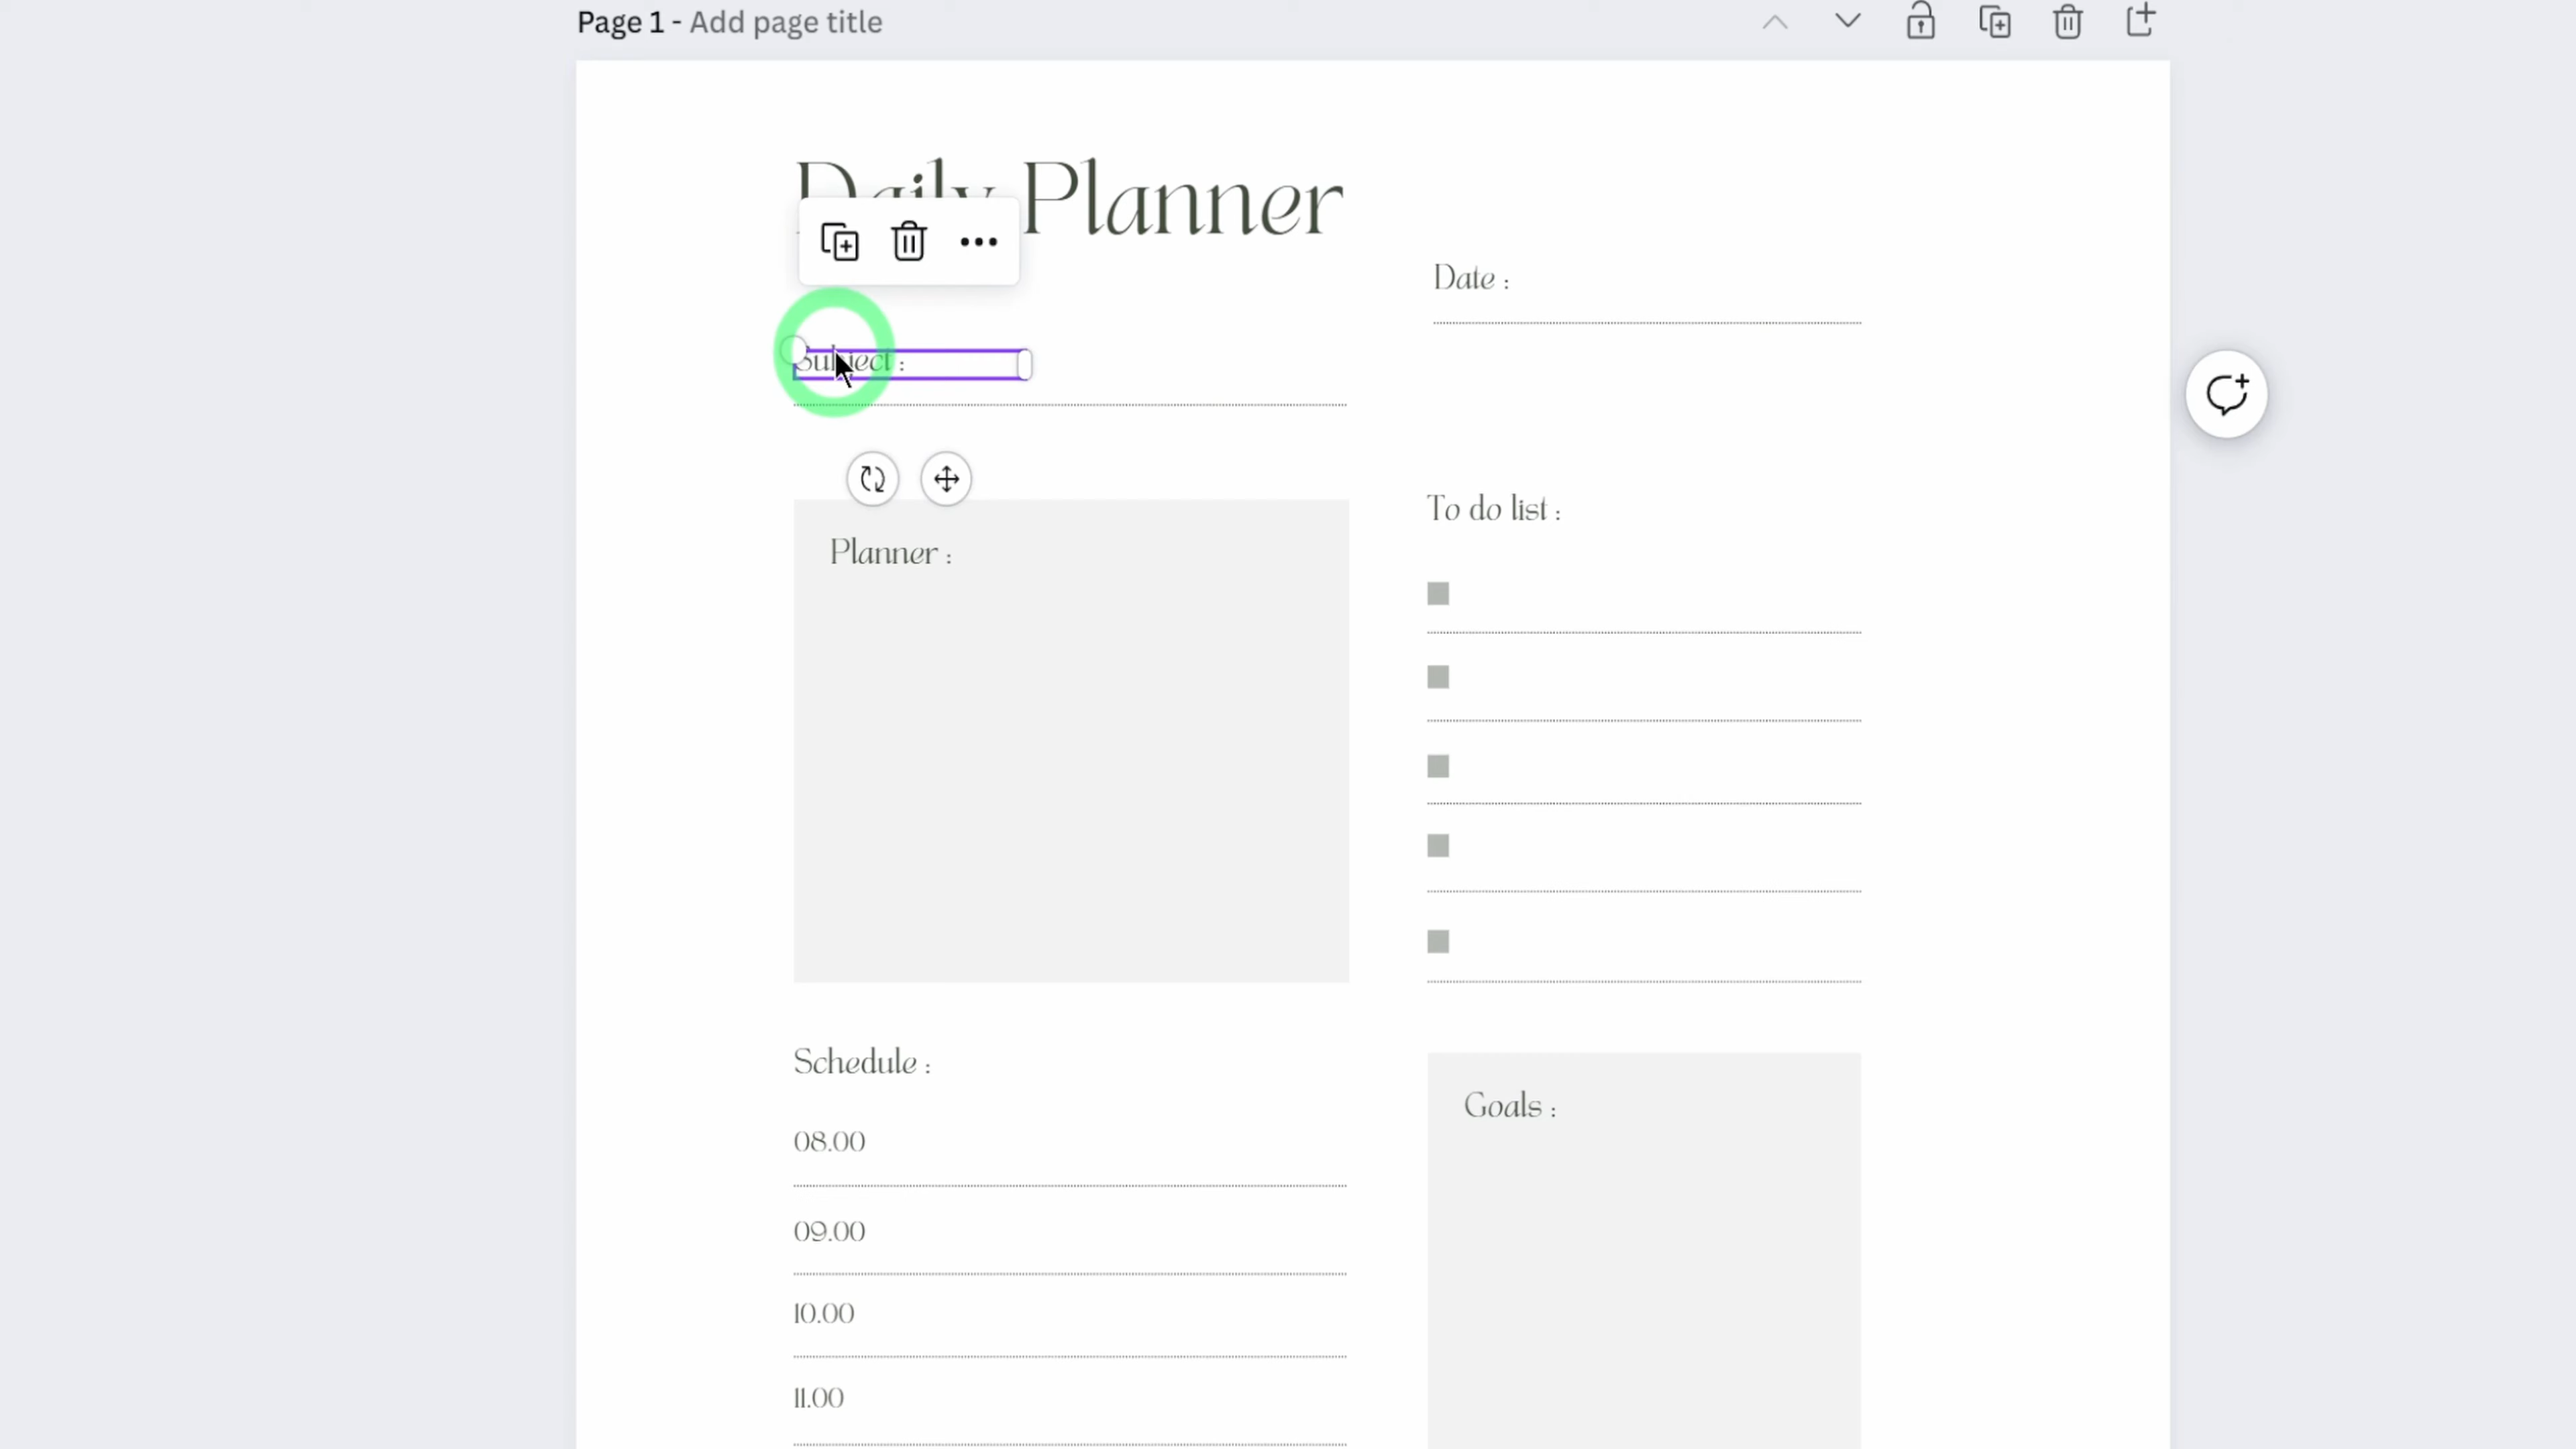 Page 1 - Add page title
Daily Planner
Date :
Subject :
To do list :
Planner :
Schedule :
Goals :
08.00
09.00
10.00
11.00